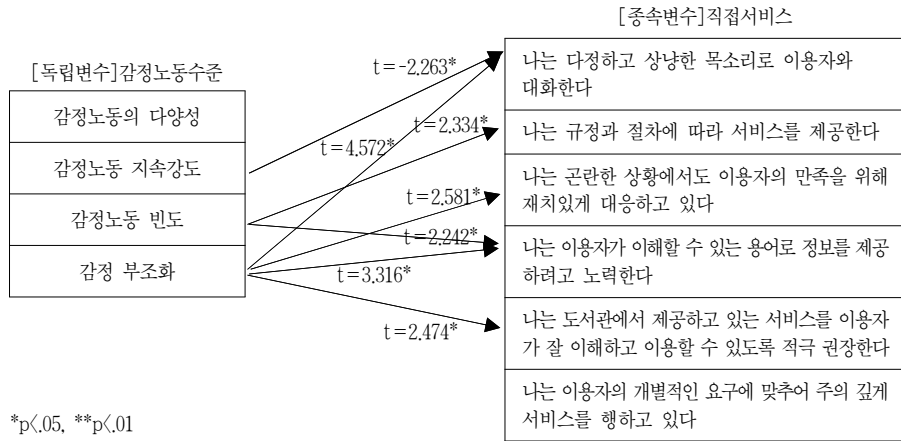 [종속변수]직접서비스
[독립변수]감정노동수준
감정노동의 다양성
감정노동 지속강도
감정노동 빈도
감정 부조화
t=-2.263*
t=2.334*
t=4.572*
t=2.581*
t=2.242*
t=3.316*
t=2.474*
나는 다정하고 상냥한 목소리로 이용자와
대화한다
나는 규정과 절차에 따라 서비스를 제공한다
나는 곤란한 상황에서도 이용자의 만족을 위해
재치있게 대응하고 있다
나는 이용자가 이해할 수 있는 용어로 정보를 제공
하려고 노력한다
나는 도서관에서 제공하고 있는 서비스를 이용자
가 잘 이해하고 이용할 수 있도록 적극 권장한다
나는 이용자의 개별적인 요구에 맞추어 주의 깊게
서비스를 행하고 있다
*p<.05, **p<.01